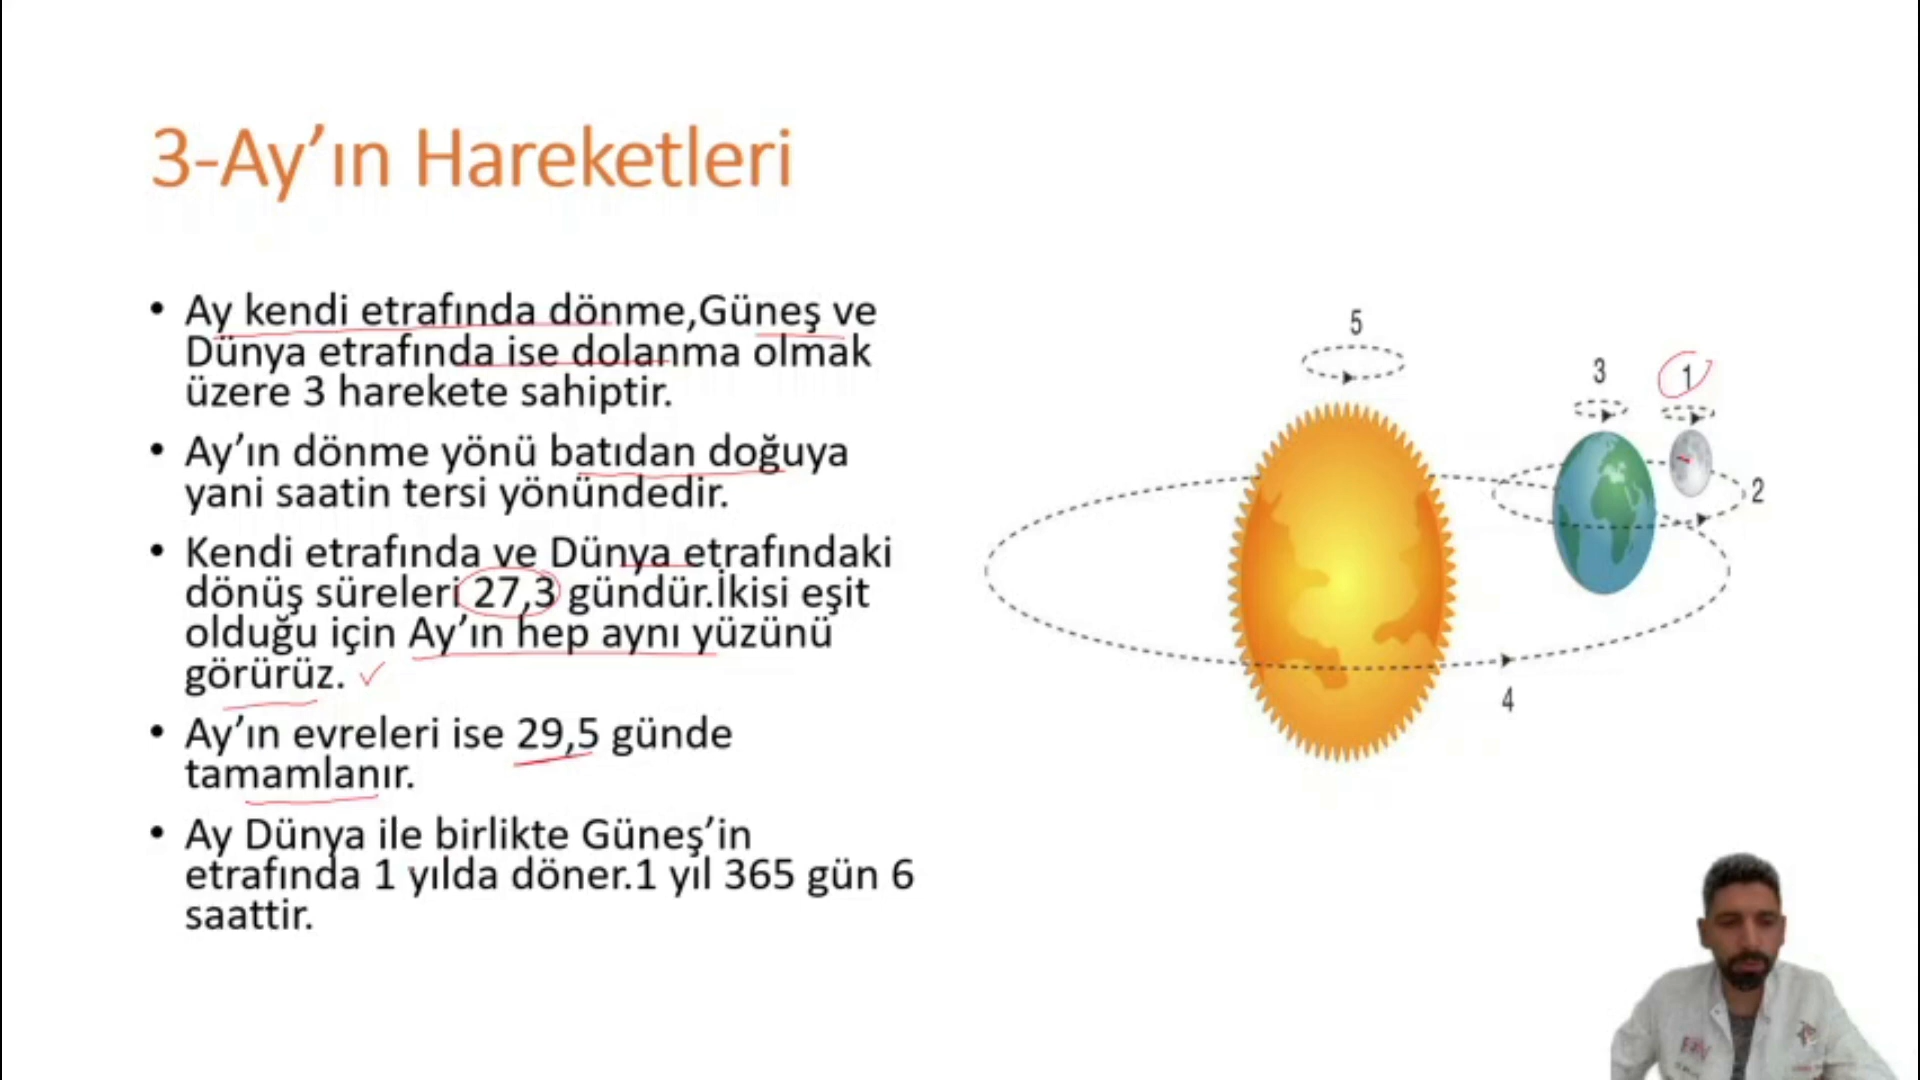 3-Ay’ın Hareketleri
• Ay kendi etrafında dönme,Güneş ve
Dünya etrafında ise dolanma olmak
üzere 3 harekete sahiptir.
• Ay’ın dönme yönü batıdan doğuya
yani saatin tersi yönündedir.
• Kendi etrafında ve Dünya etrafındaki
dönüş süreleri 27,3 gündür.İkisi eşit
olduğu için Ay’ın hep aynı yüzünü
görürüz.
• Ay’ın evreleri ise 29,5 günde
tamamlanır.
• Ay Dünya ile birlikte Güneş’in
etrafında 1 yılda döner.1 yıl 365 gün 6
saattir.
5
3
1
2
4